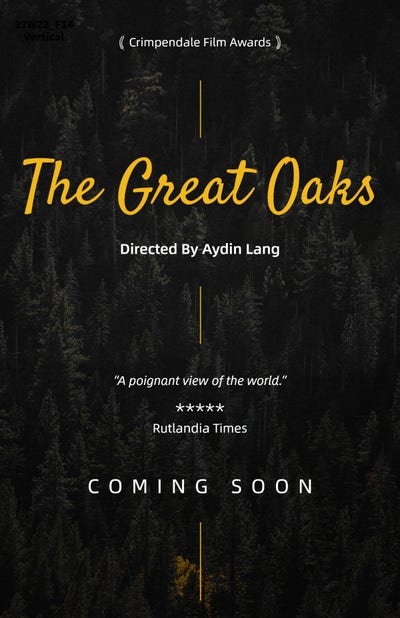 22W22_F14
Vertical
⟪ Crimpendale Film Awards ⟫
The Great Oaks
Directed By Aydin Lang
“A poignant view of the world.”
*****
Rutlandia Times
COMING SOON